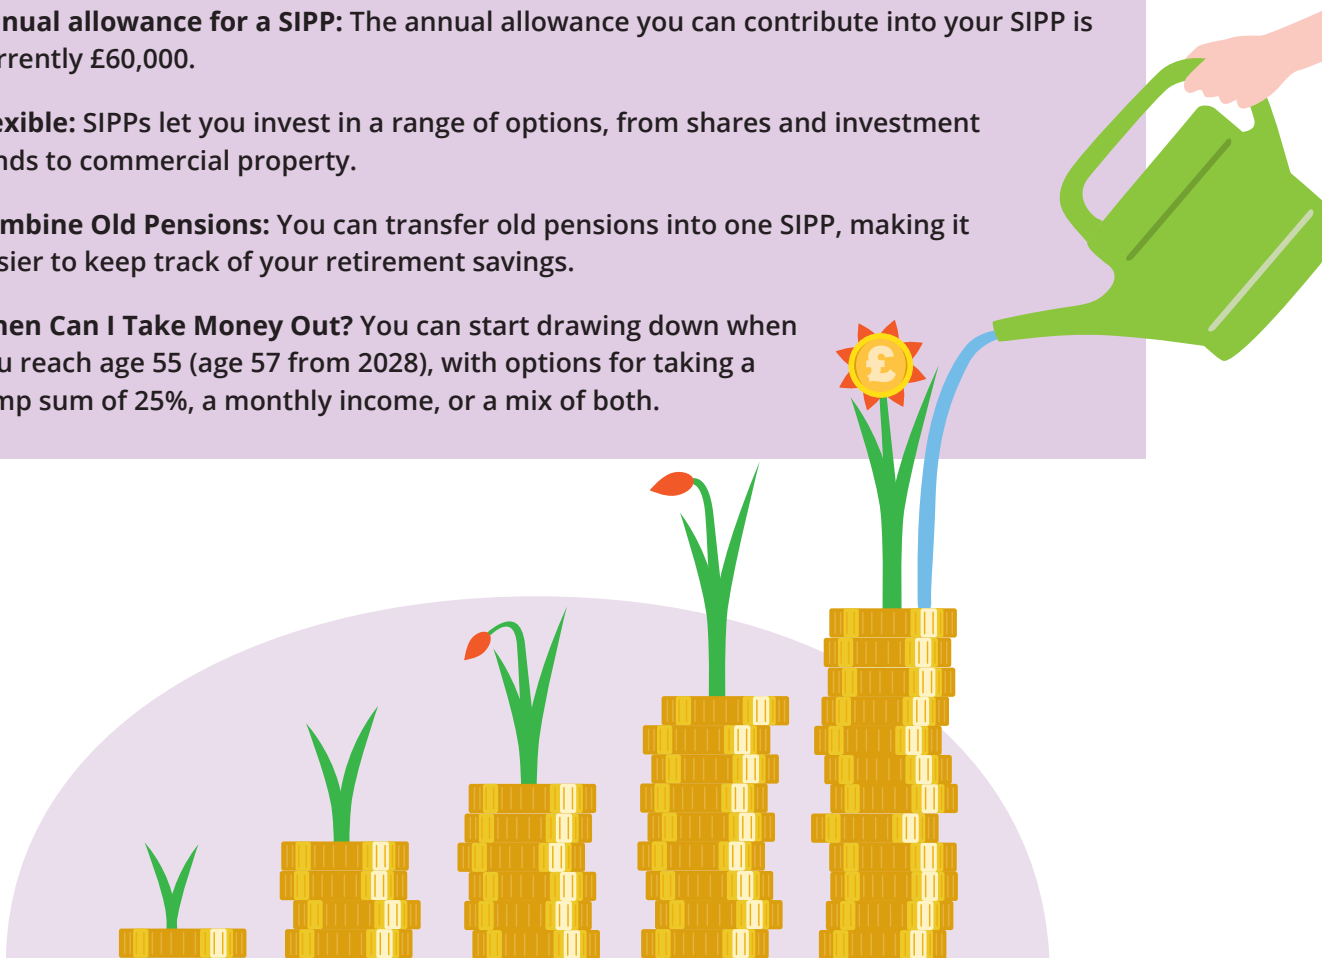 nual allowance for a SIPP: The annual allowance you can contribute into your SIPP is
rrently £60,000.
exible: SIPPs let you invest in a range of options, from shares and investment
nds to commercial property.
mbine Old Pensions: You can transfer old pensions into one SIPP, making it
sier to keep track of your retirement savings.
hen Can I Take Money Out? You can start drawing down when
u reach age 55 (age 57 from 2028), with options for taking a
mp sum of 25%, a monthly income, or a mix of both.
£